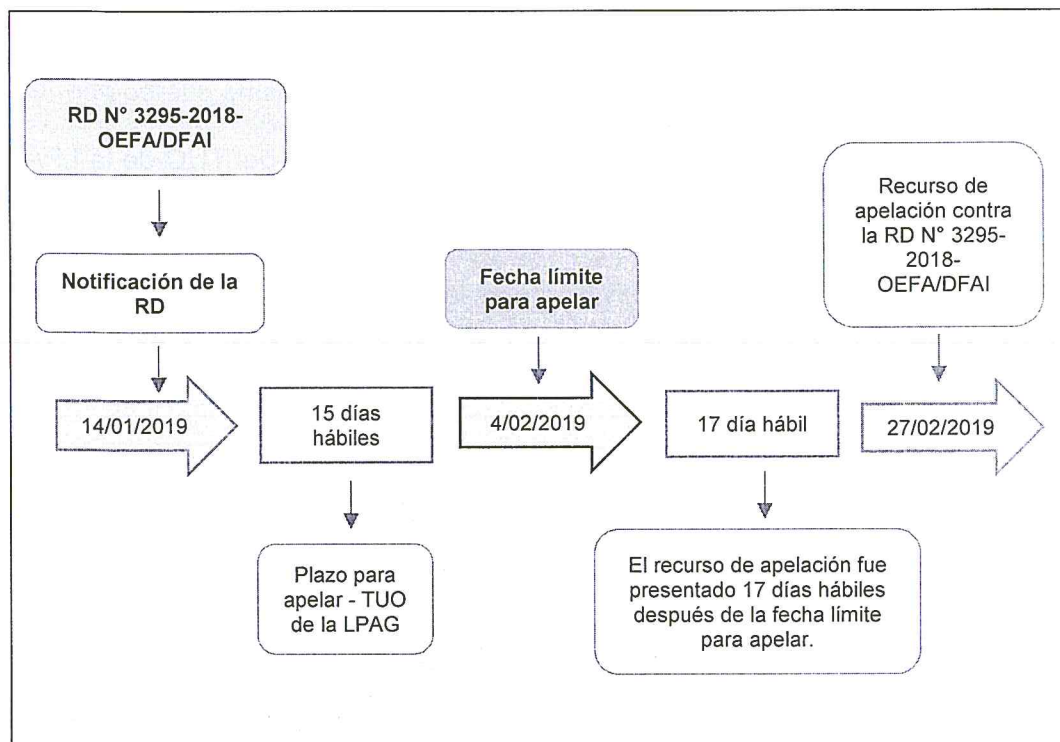 RD N° 3295-2018-
OEFA/DFAI
Notificación de la
RD
Fecha límite
para apelar
Recurso de
apelación contra
la RD N° 3295-
2018-
OEFA/DFAI
14/01/2019
15 días
hábiles
4/02/2019
17 día hábil
27/02/2019
Plazo para
apelar - TUO
de la LPAG
El recurso de apelación fue
presentado 17 días hábiles
después de la fecha límite
para apelar.